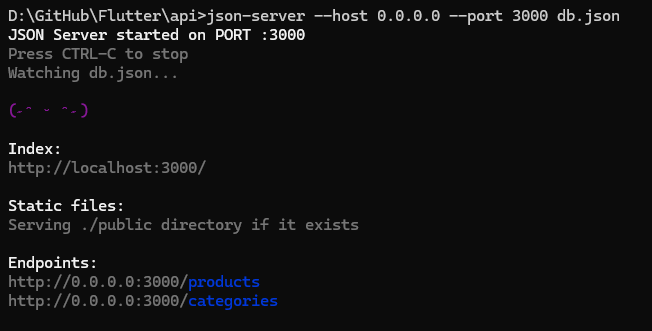 D:\GitHub\Flutter\api>json-server --host 0.0.0.0 --port 3000 db.json
JSON Server started on PORT :3000
Press CTRL-C to stop
Watching db.json...
(˶ᵔ ᵕ ᵔ˶)
Index:
http://localhost:3000/
Static files:
Serving ./public directory if it exists
Endpoints:
http://0.0.0.0:3000/products
http://0.0.0.0:3000/categories